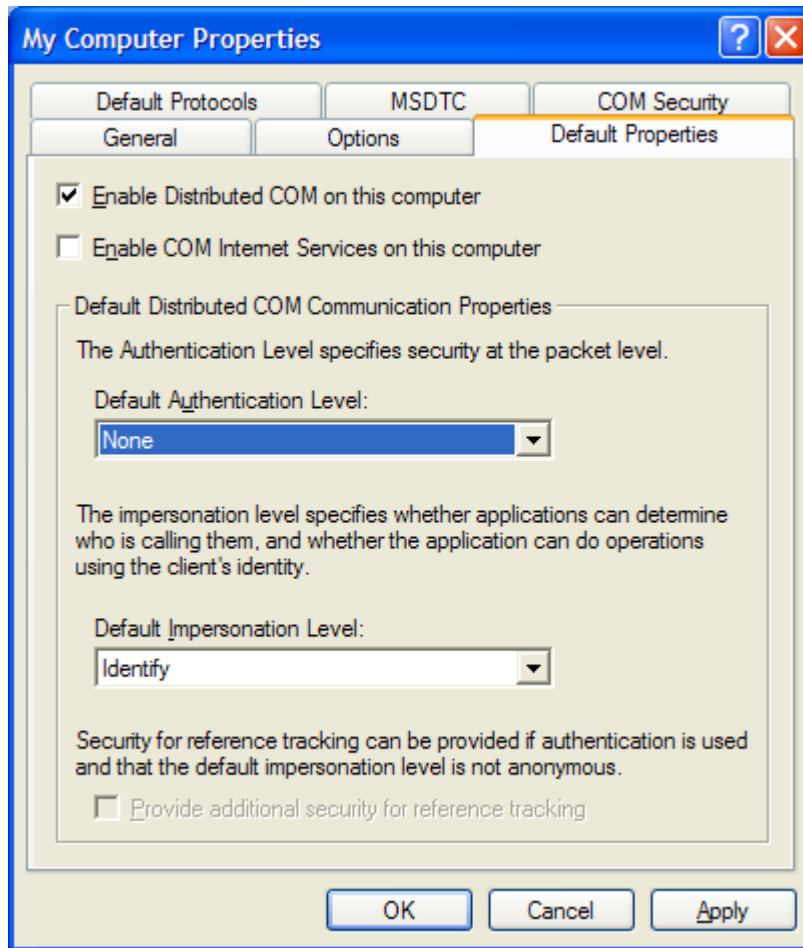 My Computer Properties
Default Protocols MSDTC COM Security
General Options Default Properties
Enable Distributed COM on this computer
Enable COM Internet Services on this computer
Default Distributed COM Communication Properties
The Authentication Level specifies security at the packet level.
Default Authentication Level:
None
The impersonation level specifies whether applications can determine
who is calling them, and whether the application can do operations
using the client's identity.
Default Impersonation Level:
Identify
Security for reference tracking can be provided if authentication is used
and that the default impersonation level is not anonymous.
Provide additional security for reference tracking
OK Cancel Apply